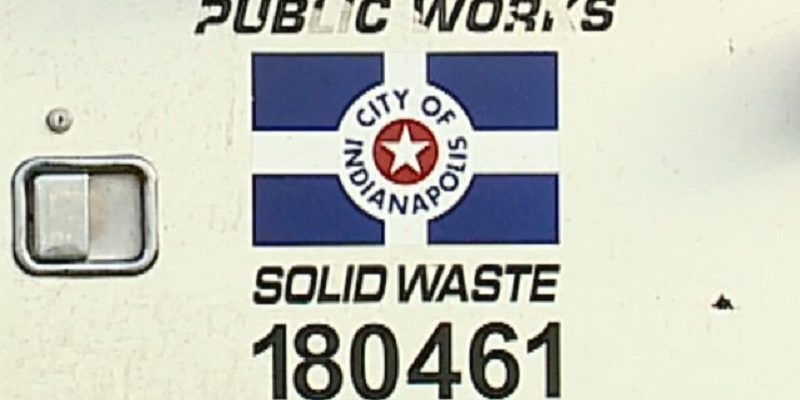 PUBLIC WORKS
CITY OF
INDIANAPOLIS
SOLID WASTE
180461